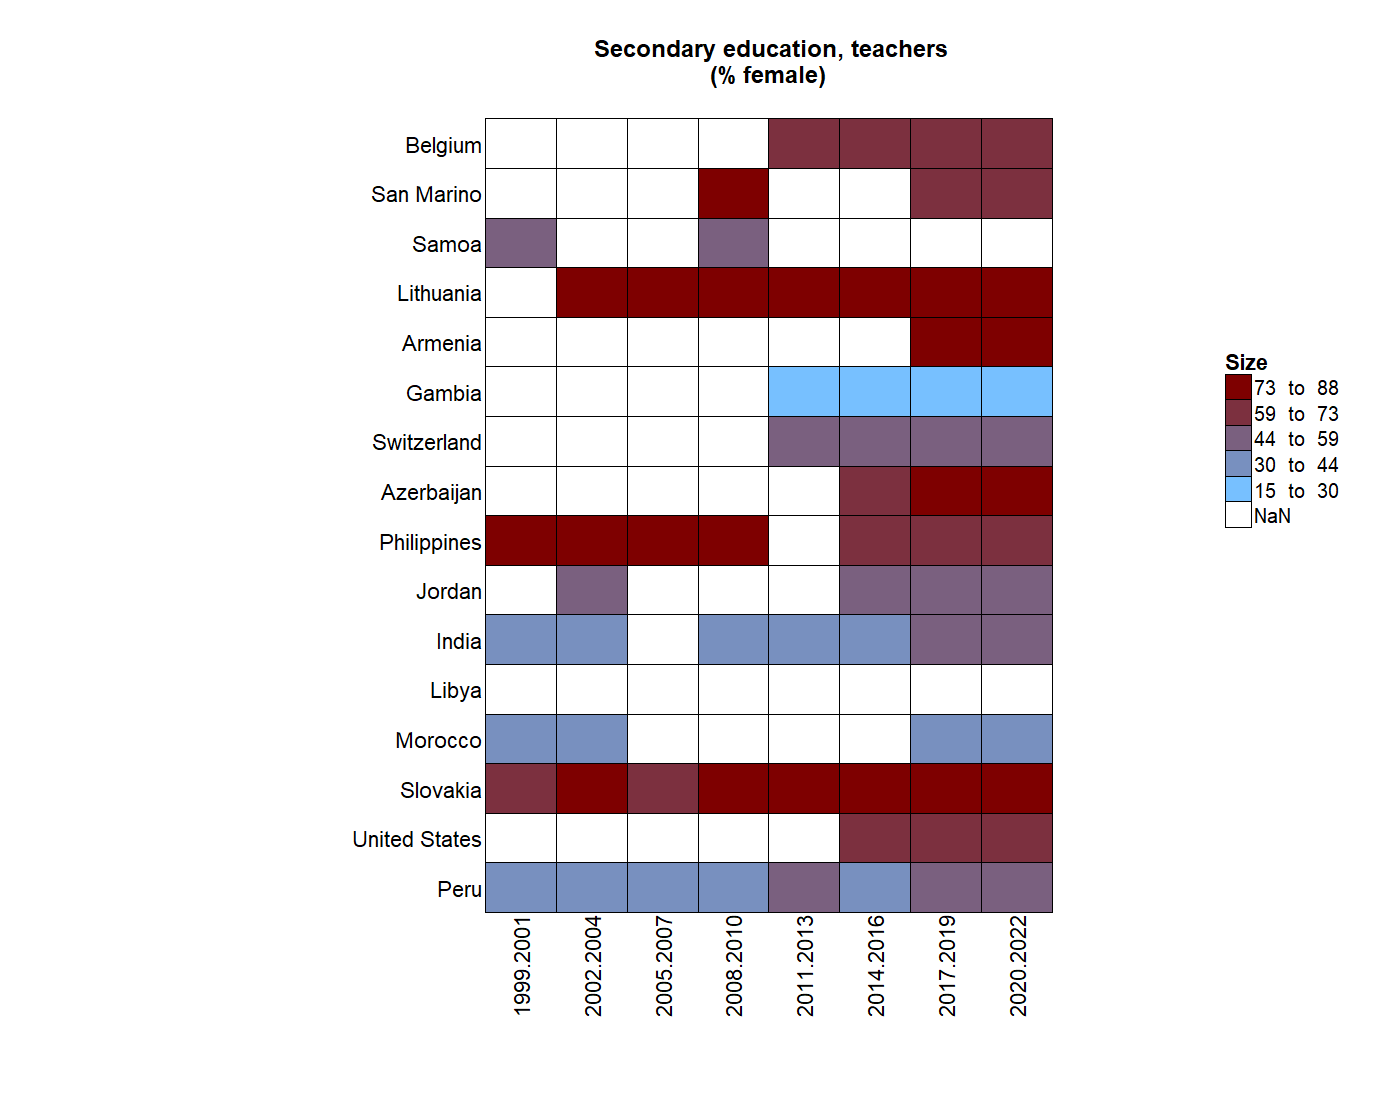 Secondary education, teachers
(% female)
Belgium
San Marino
Samoa
Lithuania
Armenia
Gambia
Switzerland
Azerbaijan
Philippines
Jordan
India
Libya
Morocco
Slovakia
United States
Peru
1999.2001
2002.2004
2005.2007
2008.2010
2011.2013
2014.2016
2017.2019
2020.2022
Size
73 to 88
59 to 73
44 to 59
30 to 44
15 to 30
NaN